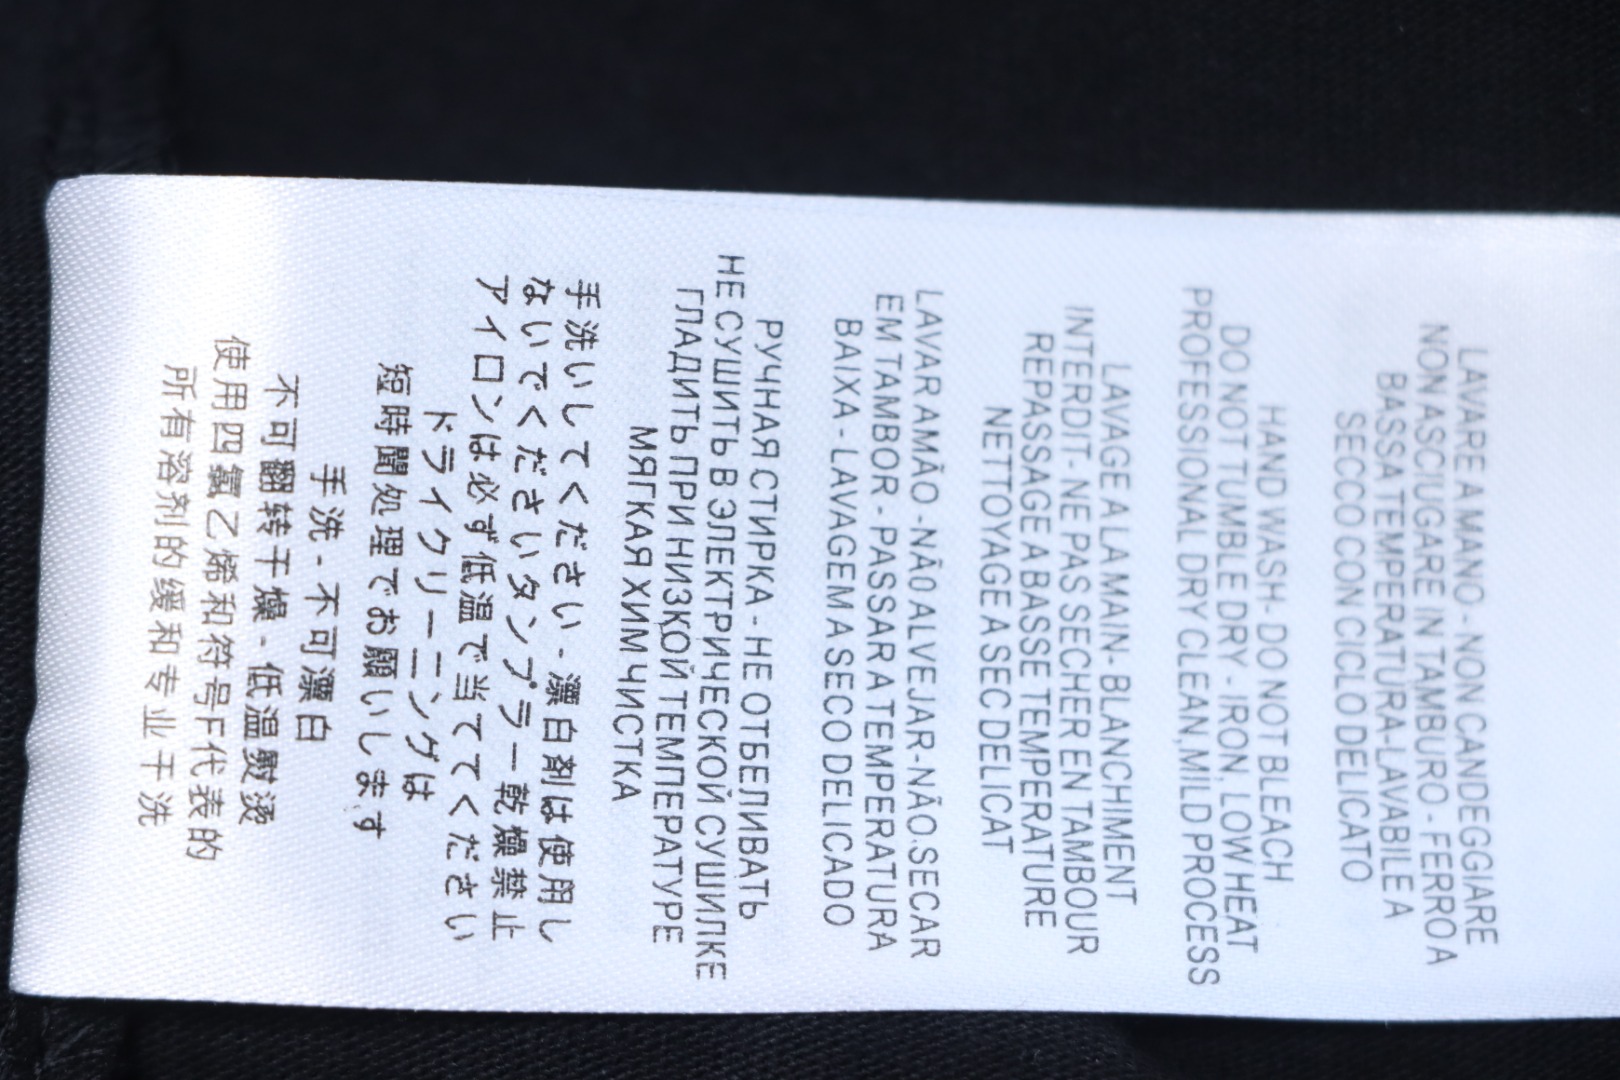 LAVARE A MANO - NON CANDEGGIARE
NON ASCIUGARE IN TAMBURO - FERRO A
BASSA TEMPERATURA-LAVABILE A
SECCO CON CICLO DELICATO
HAND WASH- DO NOT BLEACH
DO NOT TUMBLE DRY - IRON, LOW HEAT
PROFESSIONAL DRY CLEAN,MILD PROCESS
LAVAGE A LA MAIN- BLANCHIMENT
INTERDIT- NE PAS SECHER EN TAMBOUR
REPASSAGE A BASSE TEMPERATURE
NETTOYAGE A SEC DELICAT
LAVAR A MÃO -NÃ0 ALVEJAR-NÃO.SECAR
EM TAMBOR - PASSAR A TEMPERATURA
BAIXA - LAVAGEM A SECO DELICADO
РУЧНАЯ СТИРКА - НЕ ОТБЕЛИВАТЬ
НЕ СУШИТЬ В ЭЛЕКТРИЧЕСКОЙ СУШИЛКЕ
ГЛАДИТЬ ПРИ НИЗКОЙ ТЕМПЕРАТУРЕ
МЯГКАЯ ХИМЧИСТКА
手洗いしてください - 漂白剤は使用し
ないでくださいタンプラー乾燥禁止
アイロンは必ず低温で当ててください
ドライクリーニングは
短時間処理でお願いします
手洗 - 不可漂白
不可翻转干燥 - 低温熨烫
使用四氯乙烯和符号F代表的
所有溶剂的缓和专业干洗